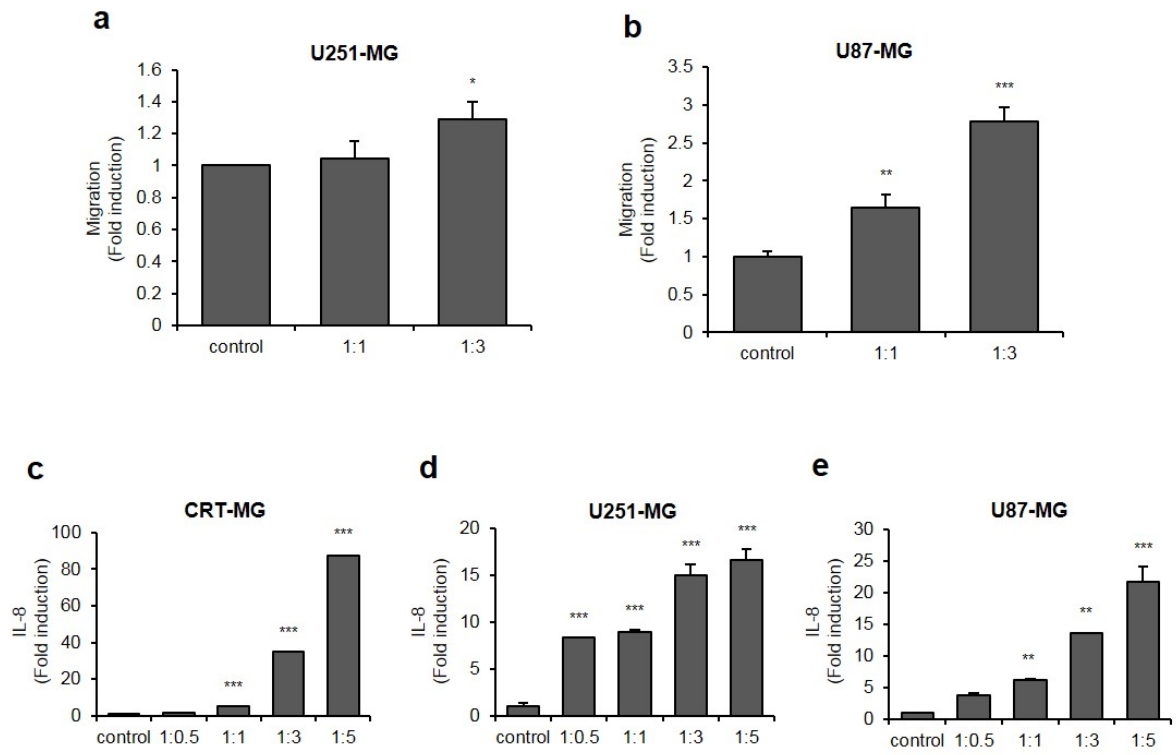 a
U251-MG
Migration
(Fold induction)
1.6
1.4
1.2
1
0.8
0.6
0.4
0.2
0
*
control 1:1 1:3
b
U87-MG
Migration
(Fold induction)
3.5
3
2.5
2
1.5
1
0.5
0
**
***
control 1:1 1:3
c
CRT-MG
IL-8
(Fold induction)
100
80
60
40
20
0
***
***
***
control 1:0.5 1:1 1:3 1:5
d
U251-MG
IL-8
(Fold induction)
20
15
10
5
0
***
***
***
***
control 1:0.5 1:1 1:3 1:5
e
U87-MG
IL-8
(Fold induction)
30
25
20
15
10
5
0
**
**
***
control 1:0.5 1:1 1:3 1:5